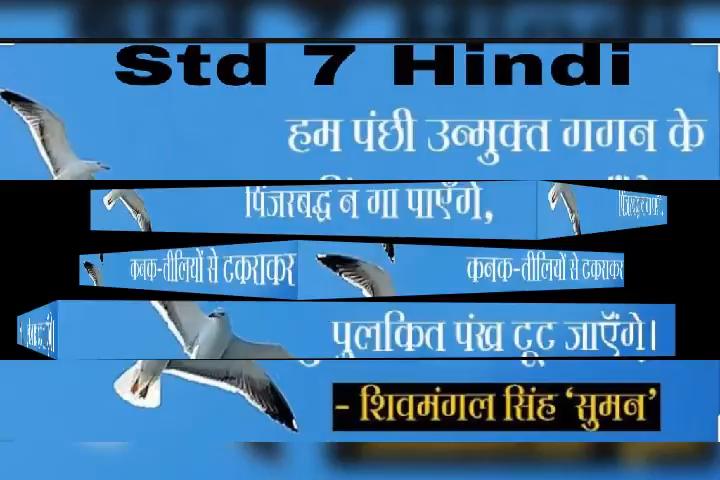 Std 7 Hindi
हम पंछी उन्मुक्त गगन के
पिंजरबद्ध न गा पाएँगे,
कनक-तीलियों से टकराकर
कनक-तीलियों से टकराकर
पुलकित पंख टूट जाएँगे।
- शिवमंगल सिंह ‘सुमन’